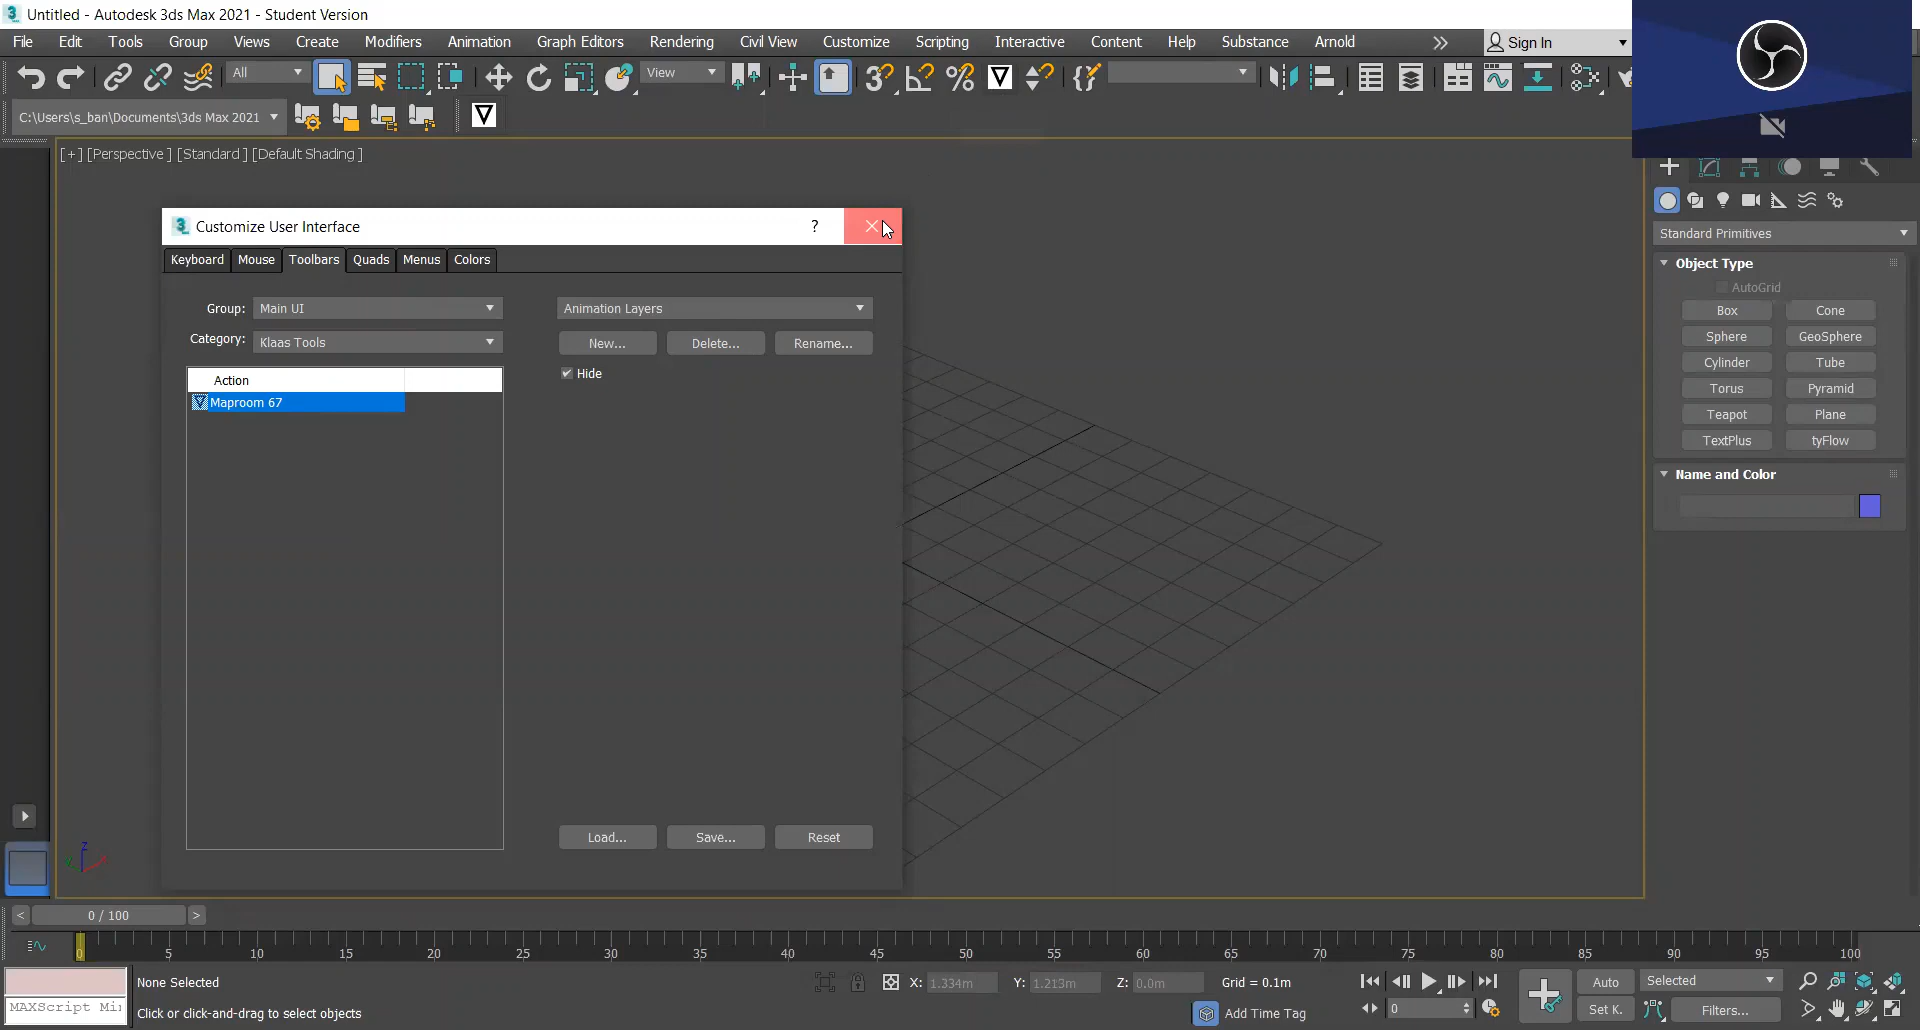 Untitled - Autodesk 3ds Max 2021 - Student Version
File Edit Tools Group Views Create Modifiers Animation Graph Editors Rendering Civil View Customize Scripting Interactive Content Help Substance Arnold Sign In
All View
C:\Users\s_ban\Documents\3ds Max 2021
[ + ] [Perspective ] [Standard ] [Default Shading ]
Customize User Interface ?
Keyboard Mouse Toolbars Quads Menus Colors
Group: Main UI Animation Layers
Category: Klaas Tools New... Delete... Rename...
Hide
Action
Maproom 67
Load... Save... Reset
Standard Primitives
Object Type
AutoGrid
Box Cone
Sphere GeoSphere
Cylinder Tube
Torus Pyramid
Teapot Plane
TextPlus tyFlow
Name and Color
z
< 0 / 100 >
0 5 10 15 20 25 30 35 40 45 50 55 60 65 70 75 80 85 90 95 100
None Selected X: 1.334m Y: 1.213m Z: 0.0m Grid = 0.1m Auto Selected
MAXScript Mi Click or click-and-drag to select objects Add Time Tag 0 Set K. Filters...